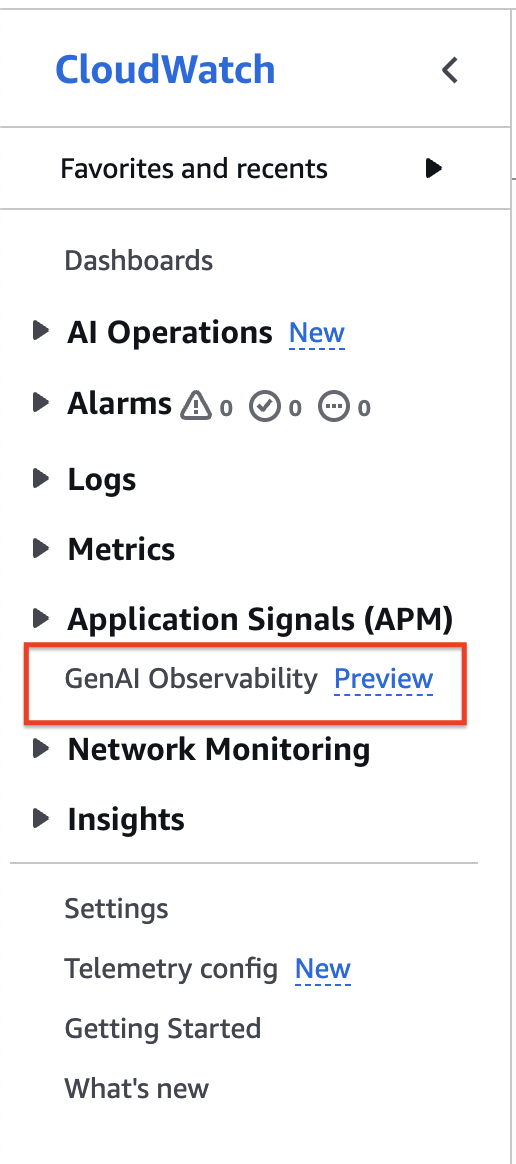 CloudWatch
Favorites and recents
Dashboards
AI Operations New
Alarms 0 0 0
Logs
Metrics
Application Signals (APM)
GenAI Observability Preview
Network Monitoring
Insights
Settings
Telemetry config New
Getting Started
What's new